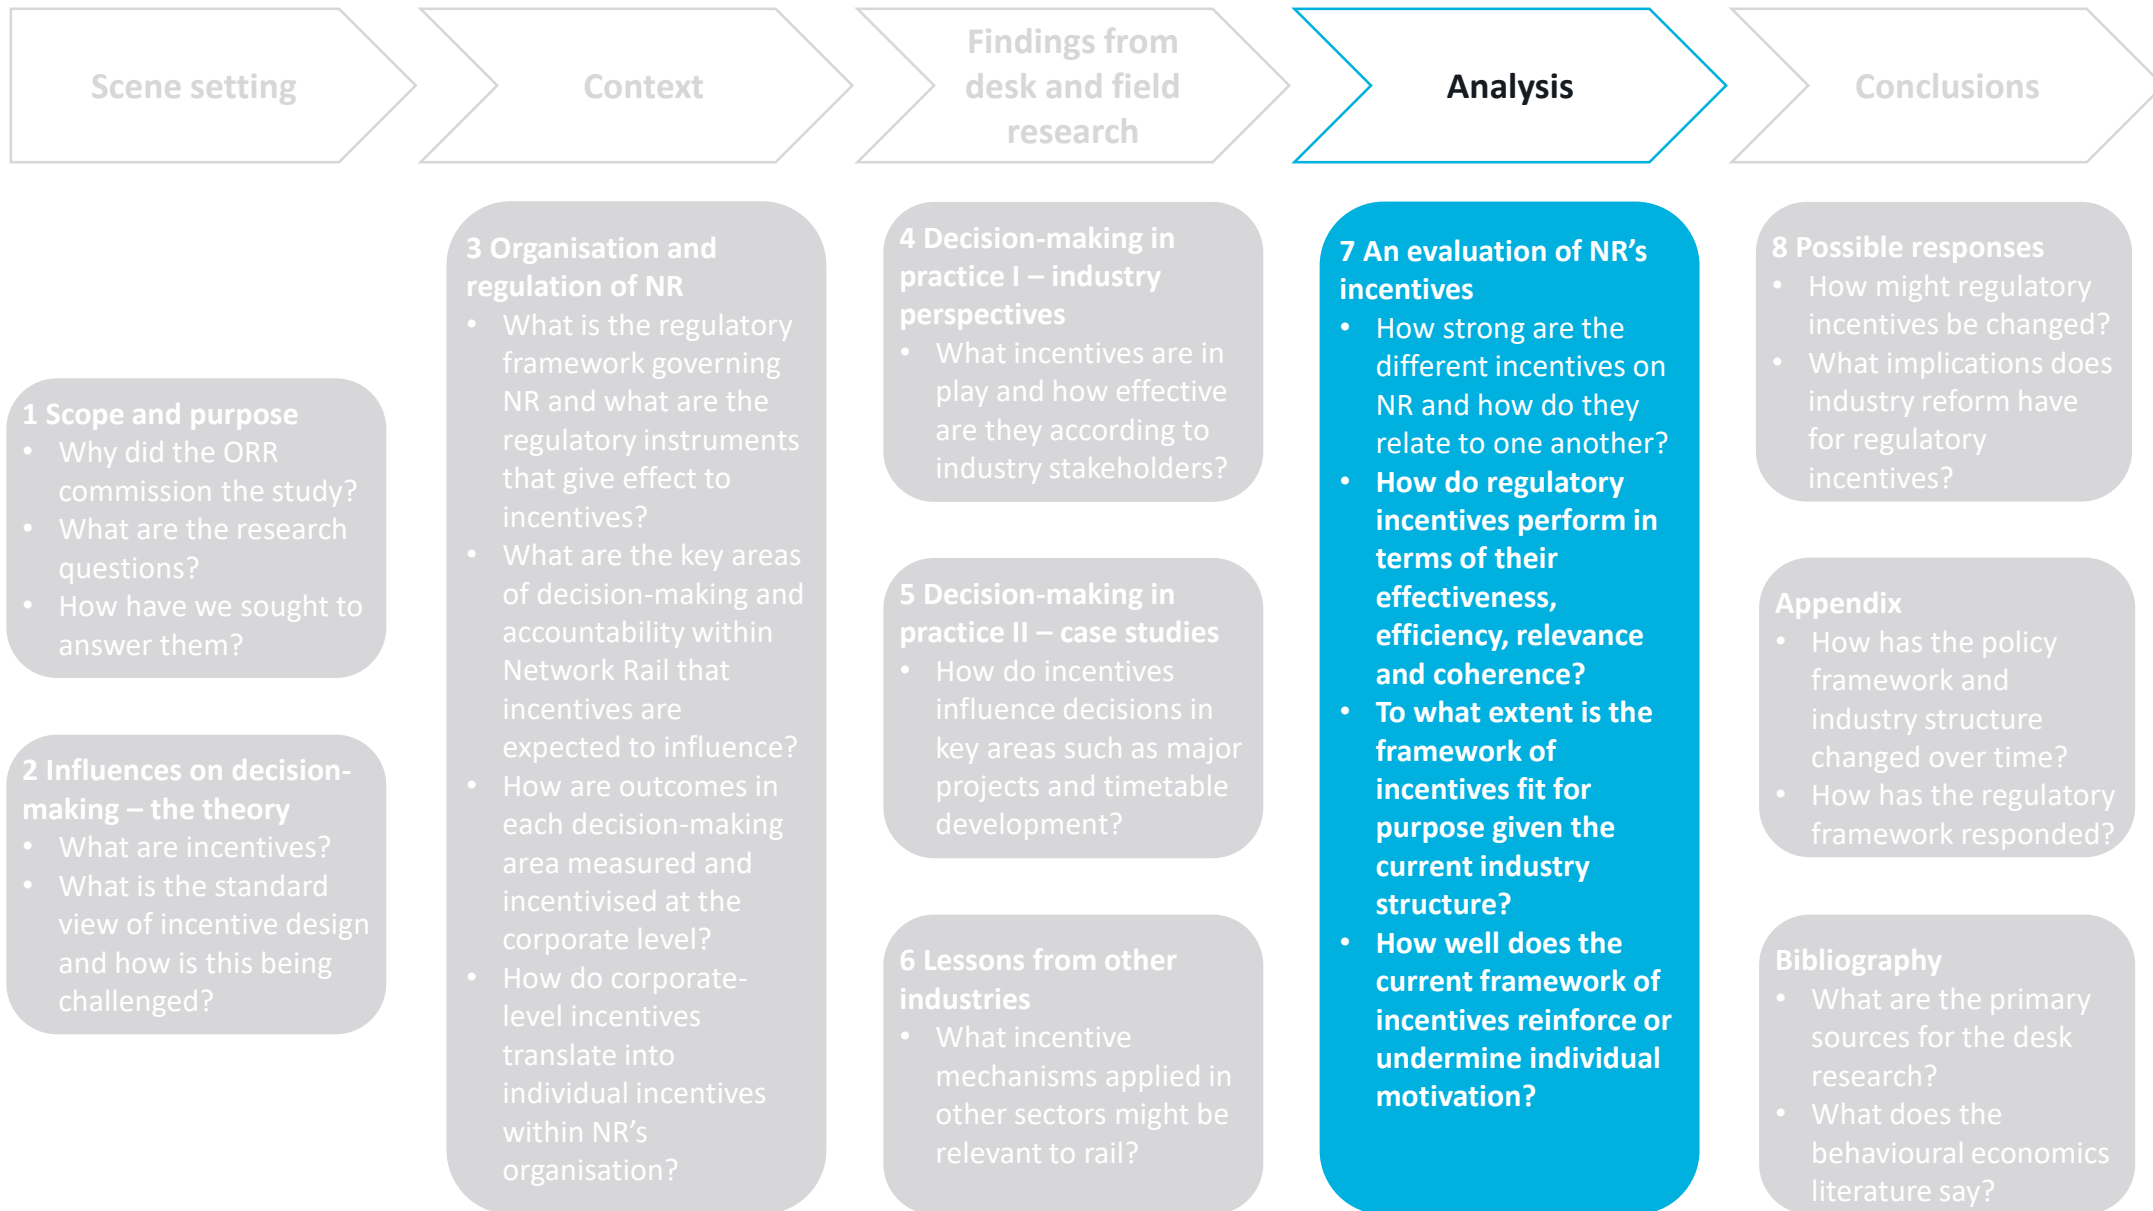 Scene setting
Context
Findings from
desk and field
research
Analysis
Conclusions
1 Scope and purpose
• Why did the ORR
commission the study?
• What are the research
questions?
• How have we sought to
answer them?
2 Influences on decision-
making – the theory
• What are incentives?
• What is the standard
view of incentive design
and how is this being
challenged?
3 Organisation and
regulation of NR
• What is the regulatory
framework governing
NR and what are the
regulatory instruments
that give effect to
incentives?
• What are the key areas
of decision-making and
accountability within
Network Rail that
incentives are
expected to influence?
• How are outcomes in
each decision-making
area measured and
incentivised at the
corporate level?
• How do corporate-
level incentives
translate into
individual incentives
within NR's
organisation?
4 Decision-making in
practice I – industry
perspectives
• What incentives are in
play and how effective
are they according to
industry stakeholders?
5 Decision-making in
practice II – case studies
• How do incentives
influence decisions in
key areas such as major
projects and timetable
development?
6 Lessons from other
industries
• What incentive
mechanisms applied in
other sectors might be
relevant to rail?
7 An evaluation of NR's
incentives
• How strong are the
different incentives on
NR and how do they
relate to one another?
• How do regulatory
incentives perform in
terms of their
effectiveness,
efficiency, relevance
and coherence?
• To what extent is the
framework of
incentives fit for
purpose given the
current industry
structure?
• How well does the
current framework of
incentives reinforce or
undermine individual
motivation?
8 Possible responses
• How might regulatory
incentives be changed?
• What implications does
industry reform have
for regulatory
incentives?
Appendix
• How has the policy
framework and
industry structure
changed over time?
• How has the regulatory
framework responded?
Bibliography
• What are the primary
sources for the desk
research?
• What does the
behavioural economics
literature say?